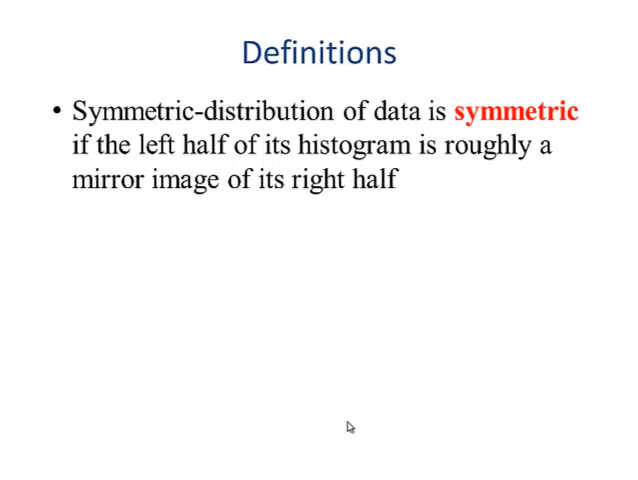 Definitions
• Symmetric-distribution of data is symmetric
if the left half of its histogram is roughly a
mirror image of its right half